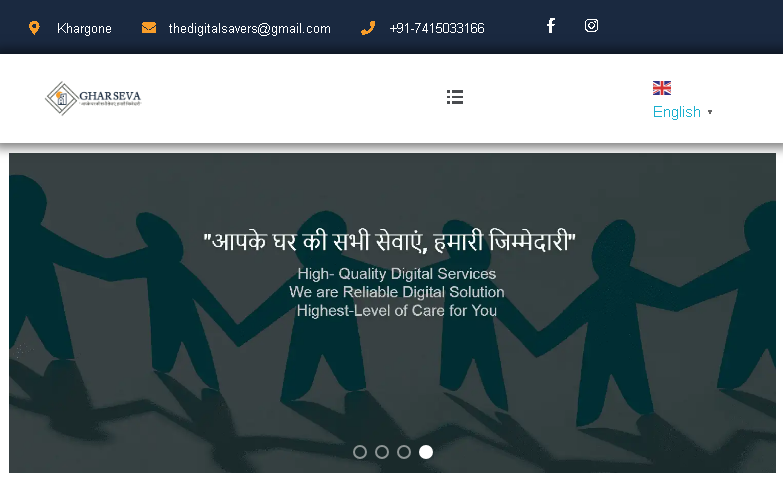 Khargone
thedigitalsavers@gmail.com
+91-7415033166
GHARSEVA
English
"आपके घर की सभी सेवाएं, हमारी जिम्मेदारी"
High- Quality Digital Services
We are Reliable Digital Solution
Highest-Level of Care for You